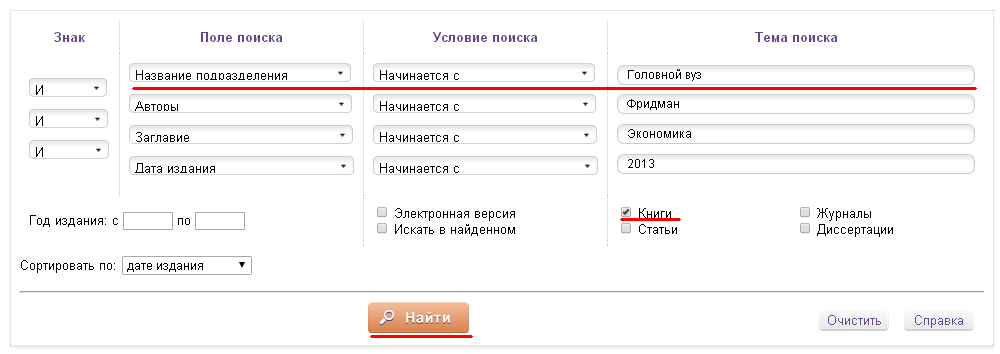 Знак Поле поиска Условие поиска Тема поиска
Название подразделения Начинается с Головной вуз
И
Авторы Начинается с Фридман
И
Заглавие Начинается с Экономика
И
Дата издания Начинается с 2013
Год издания: с по Электронная версия Книги Журналы
Искать в найденном Статьи Диссертации
Сортировать по: дате издания
Найти Очистить Справка